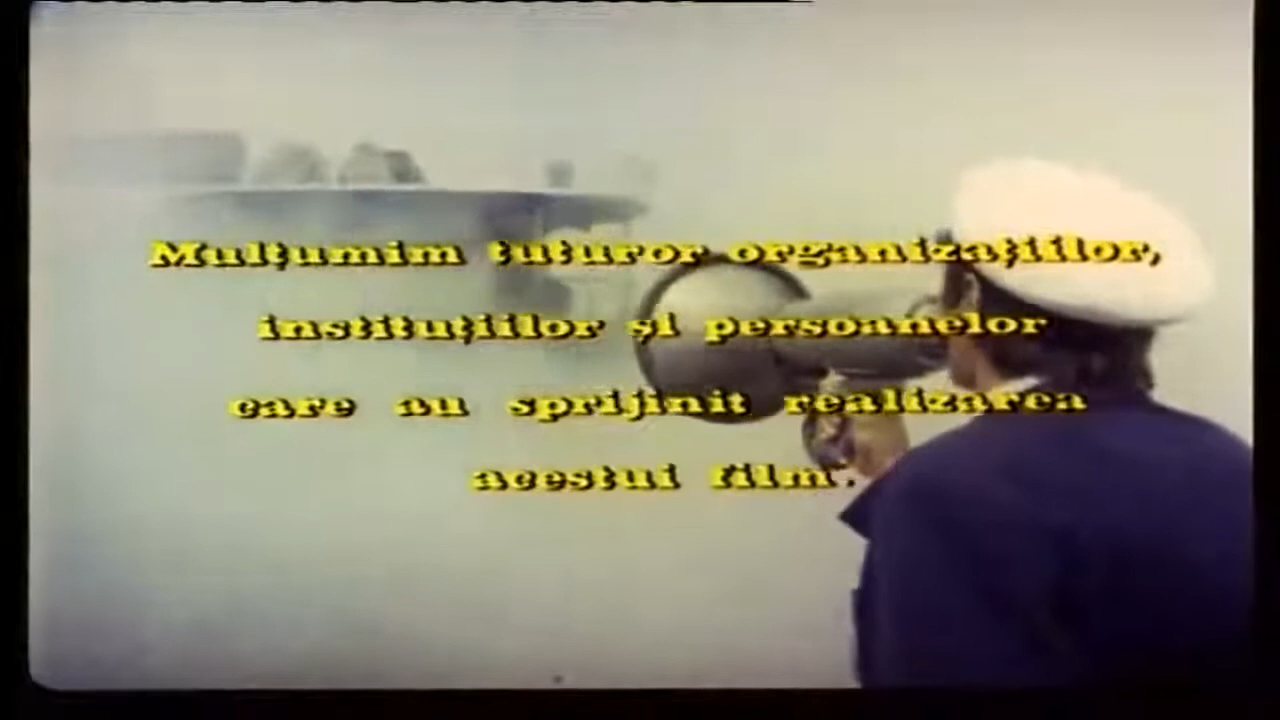 Mulțumim tuturor organizațiilor,
instituțiilor și persoanelor
care au sprijinit realizarea
acestui film.